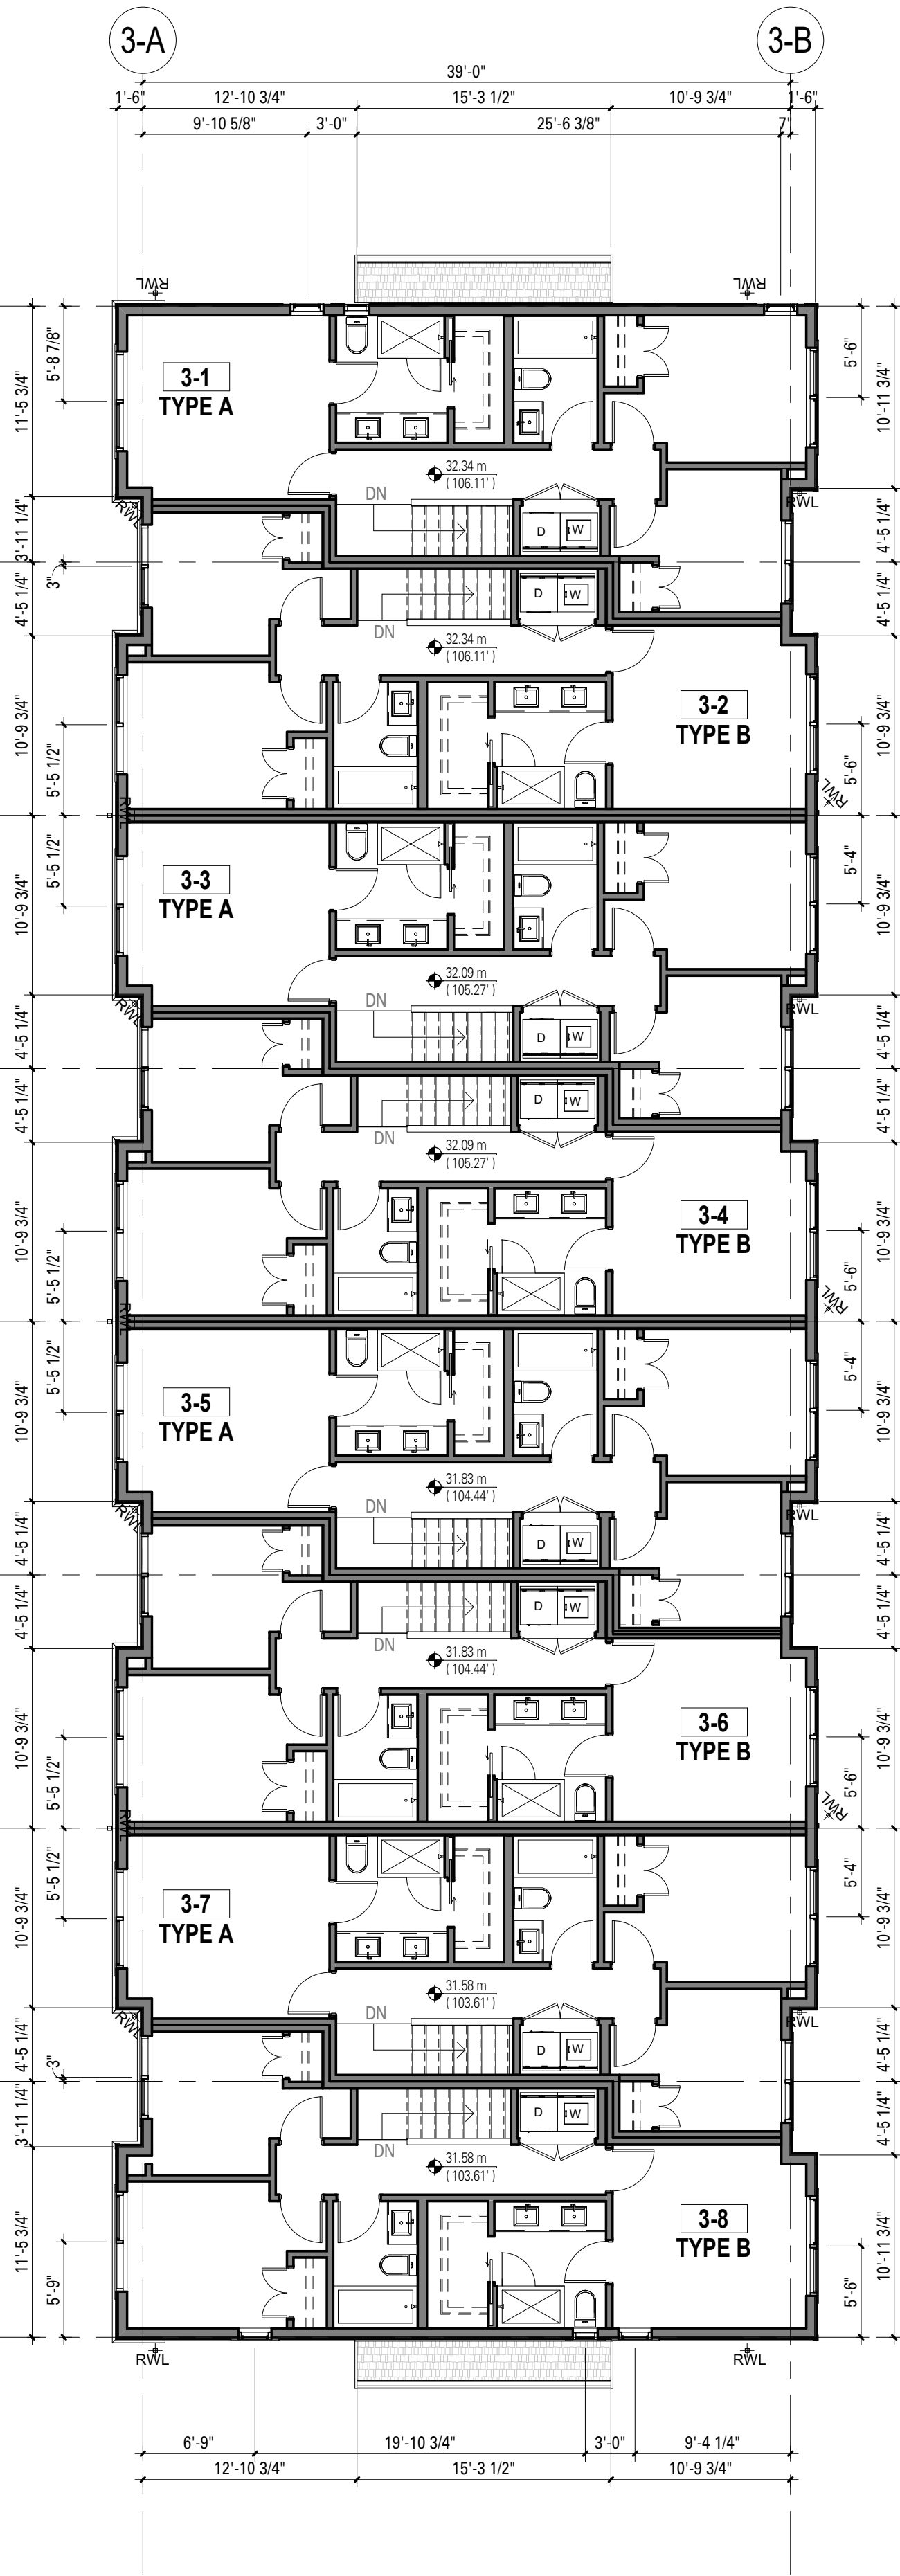 3-A 3-B
39'-0"
1'-6" 12'-10 3/4" 15'-3 1/2" 10'-9 3/4" 1'-6"
9'-10 5/8" 3'-0" 25'-6 3/8" 7"
RWL RWL
5'-8 7/8" 5'-6"
11'-5 3/4" 10'-11 3/4"
3-1
TYPE A
32.34 m
( 106.11' )
DN
RWL RWL
3'-11 1/4" 4'-5 1/4"
D W
3"
4'-5 1/4" 4'-5 1/4"
D W
DN
32.34 m
( 106.11' )
3-2
TYPE B
10'-9 3/4" 10'-9 3/4"
5'-5 1/2" 5'-6"
RWL RWL
5'-5 1/2" 5'-4"
3-3
TYPE A
10'-9 3/4" 10'-9 3/4"
32.09 m
( 105.27' )
DN
RWL RWL
4'-5 1/4" 4'-5 1/4"
D W
4'-5 1/4" 4'-5 1/4"
D W
DN
32.09 m
( 105.27' )
3-4
TYPE B
10'-9 3/4" 10'-9 3/4"
5'-5 1/2" 5'-6"
RWL RWL
5'-5 1/2" 5'-4"
3-5
TYPE A
10'-9 3/4" 10'-9 3/4"
31.83 m
( 104.44' )
DN
RWL RWL
4'-5 1/4" 4'-5 1/4"
D W
4'-5 1/4" 4'-5 1/4"
D W
DN
31.83 m
( 104.44' )
3-6
TYPE B
10'-9 3/4" 10'-9 3/4"
5'-5 1/2" 5'-6"
RWL RWL
5'-5 1/2" 5'-4"
3-7
TYPE A
10'-9 3/4" 10'-9 3/4"
31.58 m
( 103.61' )
DN
RWL RWL
4'-5 1/4" 4'-5 1/4"
D W
3"
3'-11 1/4" 4'-5 1/4"
D W
DN
31.58 m
( 103.61' )
3-8
TYPE B
11'-5 3/4" 10'-11 3/4"
5'-9" 5'-6"
RWL RWL
6'-9" 19'-10 3/4" 3'-0" 9'-4 1/4"
12'-10 3/4" 15'-3 1/2" 10'-9 3/4"